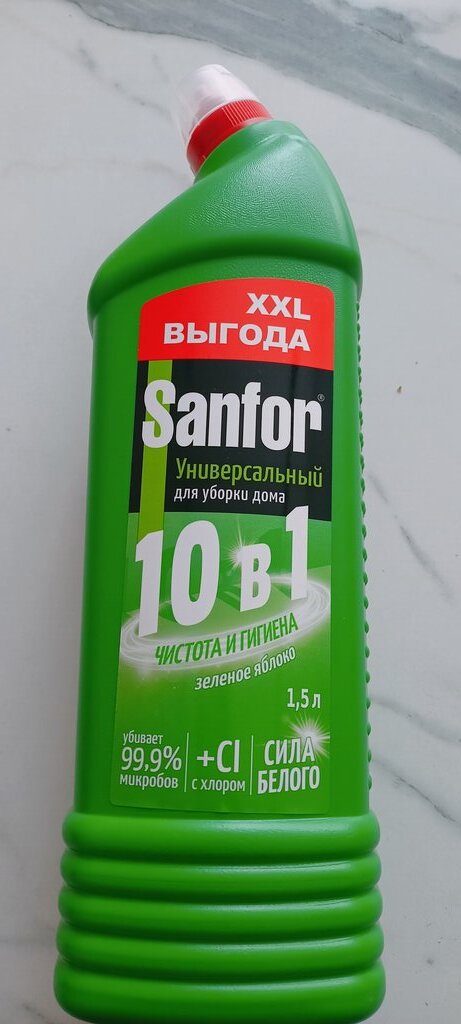 XXL
ВЫГОДА
Sanfor®
Универсальный
для уборки дома
10 в 1
ЧИСТОТА И ГИГИЕНА
зеленое яблоко
1,5 л
убивает
99,9%
микробов
+Cl
с хлором
СИЛА
БЕЛОГО